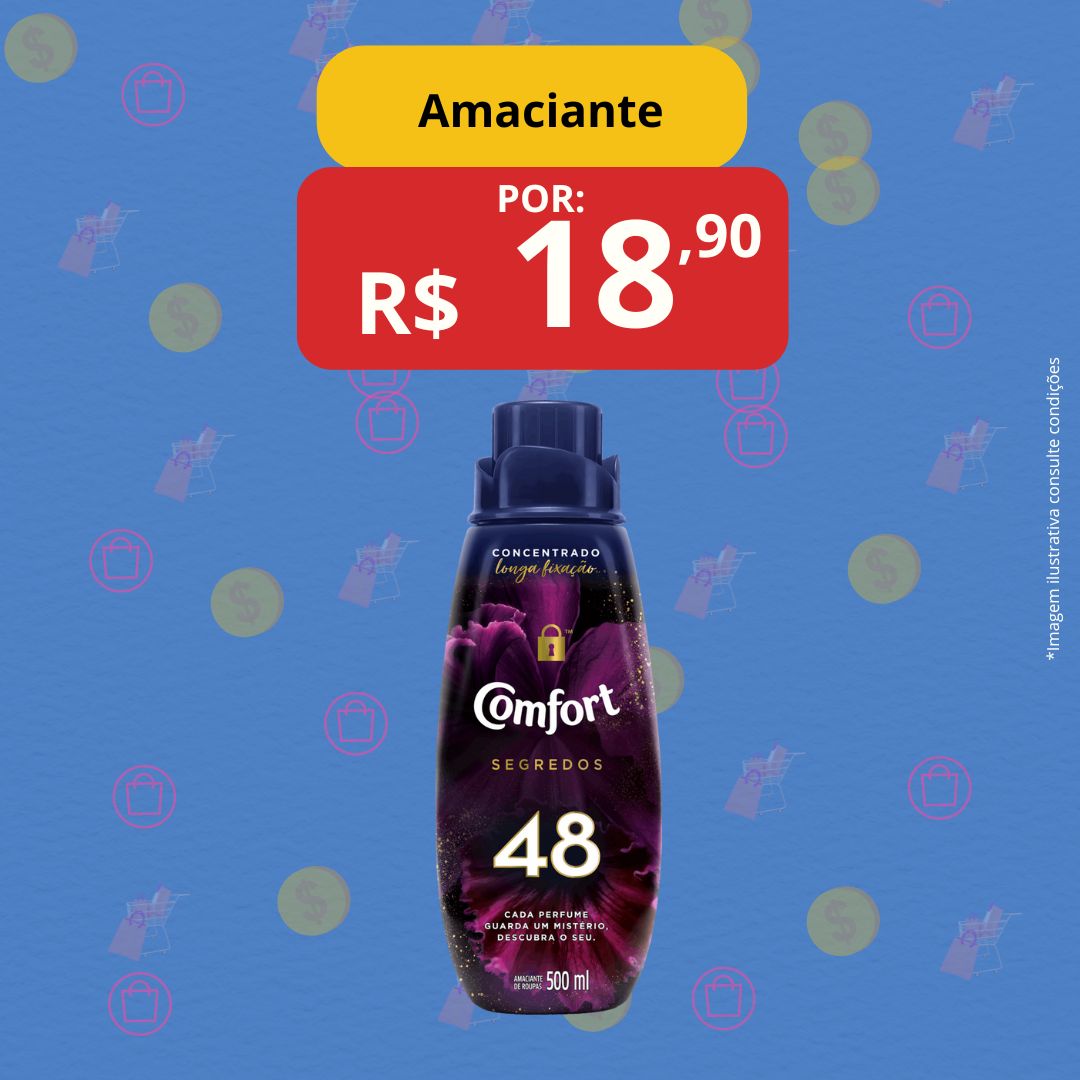 Amaciante
POR:
R$ 18,90
CONCENTRADO
longa fixação
™
Comfort
SEGREDOS
48
CADA PERFUME
GUARDA UM MISTÉRIO,
DESCUBRA O SEU.
AMACIANTE
DE ROUPAS 500 ml
*Imagem ilustrativa consulte condições